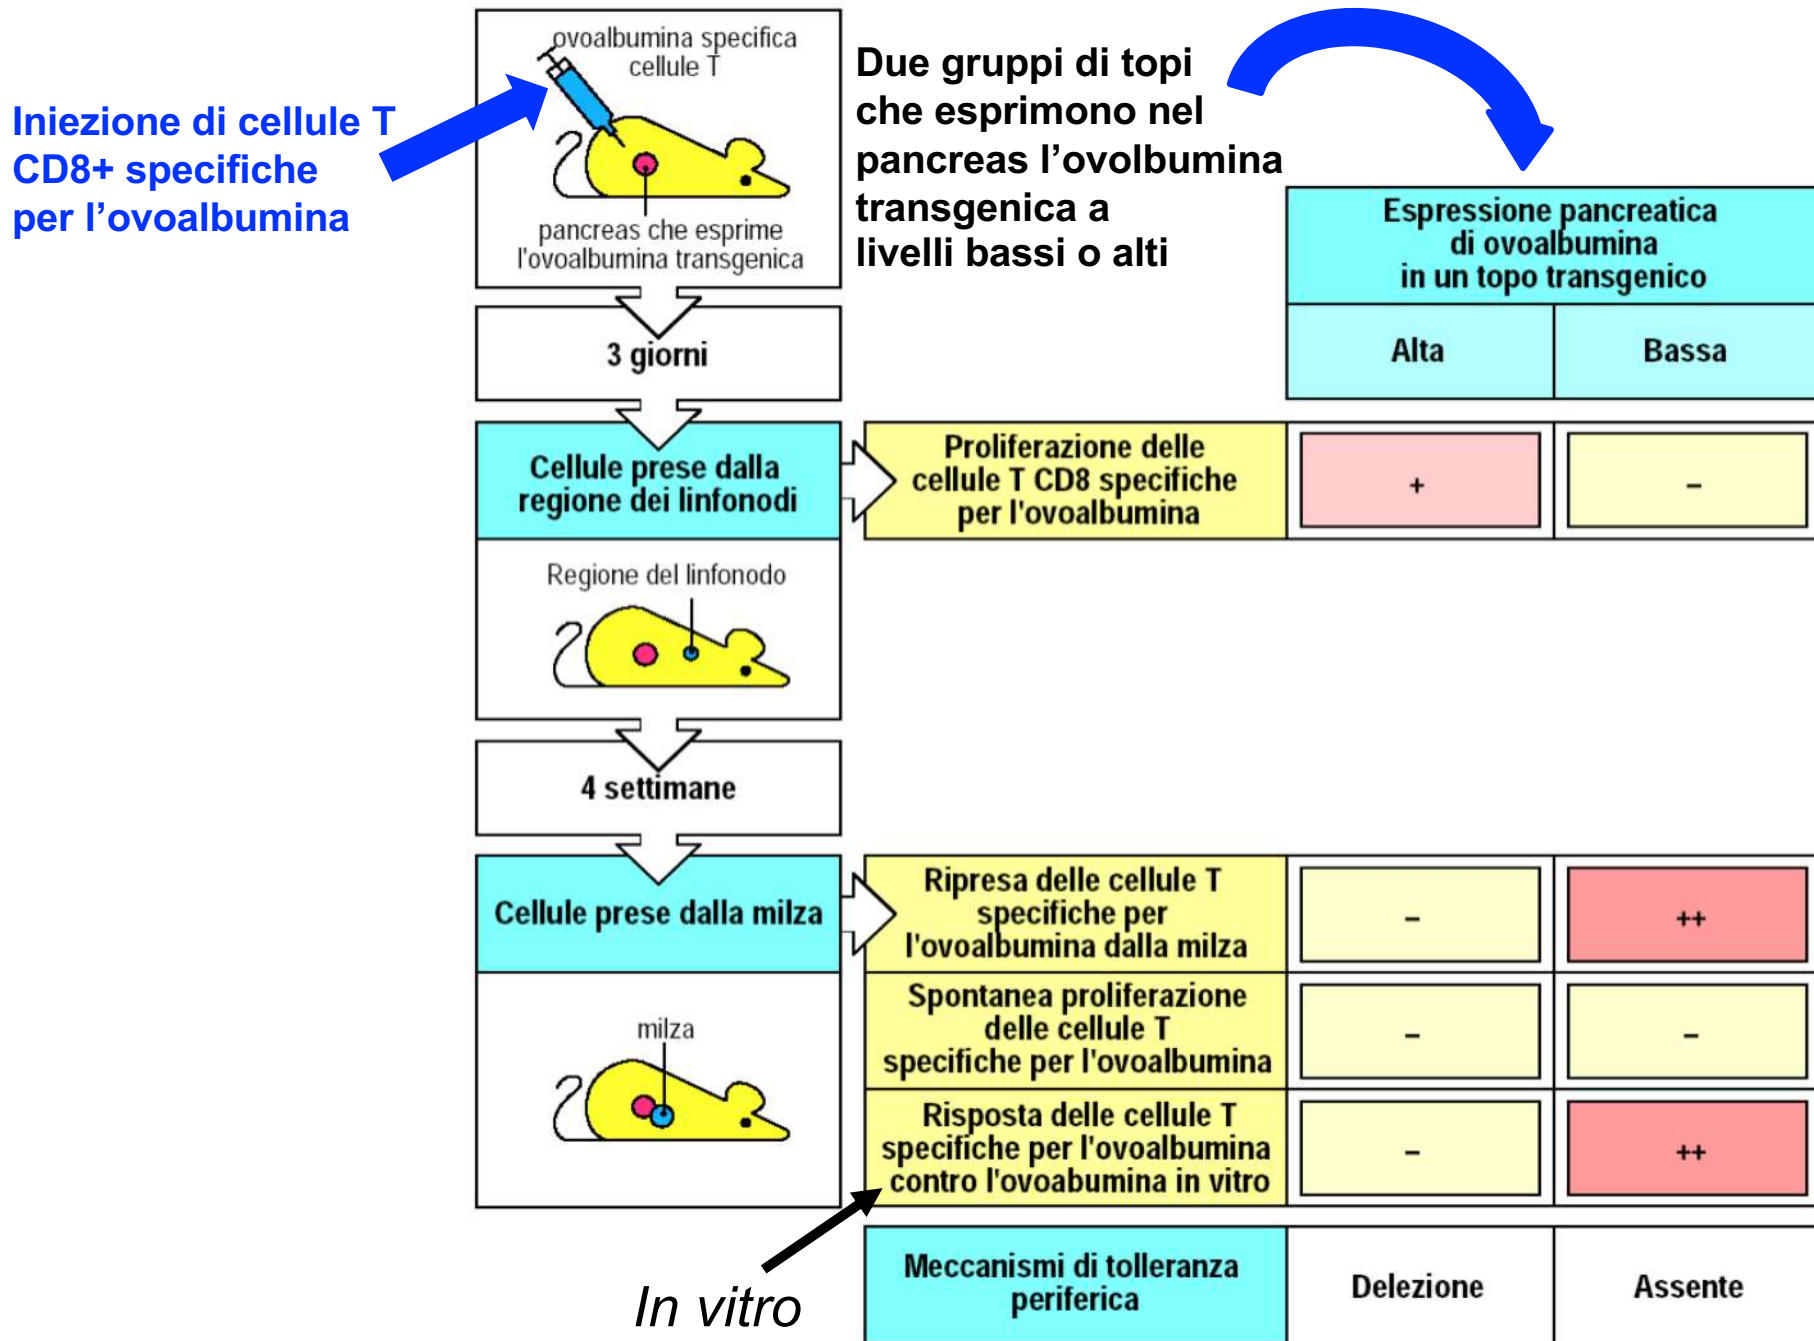 Iniezione di cellule T
CD8+ specifiche
per l'ovoalbumina
ovoalbumina specifica
cellule T
pancreas che esprime
l'ovoalbumina transgenica
Due gruppi di topi
che esprimono nel
pancreas l'ovolbumina
transgenica a
livelli bassi o alti
Espressione pancreatica
di ovoalbumina
in un topo transgenico
Alta
Bassa
3 giorni
Cellule prese dalla
regione dei linfonodi
Proliferazione delle
cellule T CD8 specifiche
per l'ovoalbumina
+
–
Regione del linfonodo
4 settimane
Cellule prese dalla milza
Ripresa delle cellule T
specifiche per
l'ovoalbumina dalla milza
–
++
milza
Spontanea proliferazione
delle cellule T
specifiche per l'ovoalbumina
–
–
Risposta delle cellule T
specifiche per l'ovoalbumina
contro l'ovoabumina in vitro
–
++
In vitro
Meccanismi di tolleranza
periferica
Delezione
Assente